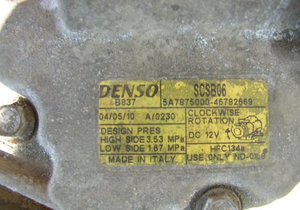 DENSO SCSB06
B837 5A7875000-46782669
04/05/10 A/0230 CLOCKWISE
ROTATION
DESIGN PRES DC 12V
HIGH SIDE 3.53 MPa
LOW SIDE 1.67 MPa HFC134a
MADE IN ITALY USE ONLY ND-OIL8